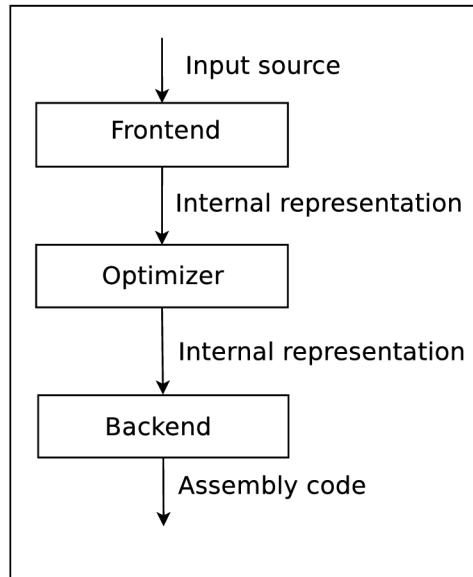 Input source
Frontend
Internal representation
Optimizer
Internal representation
Backend
Assembly code